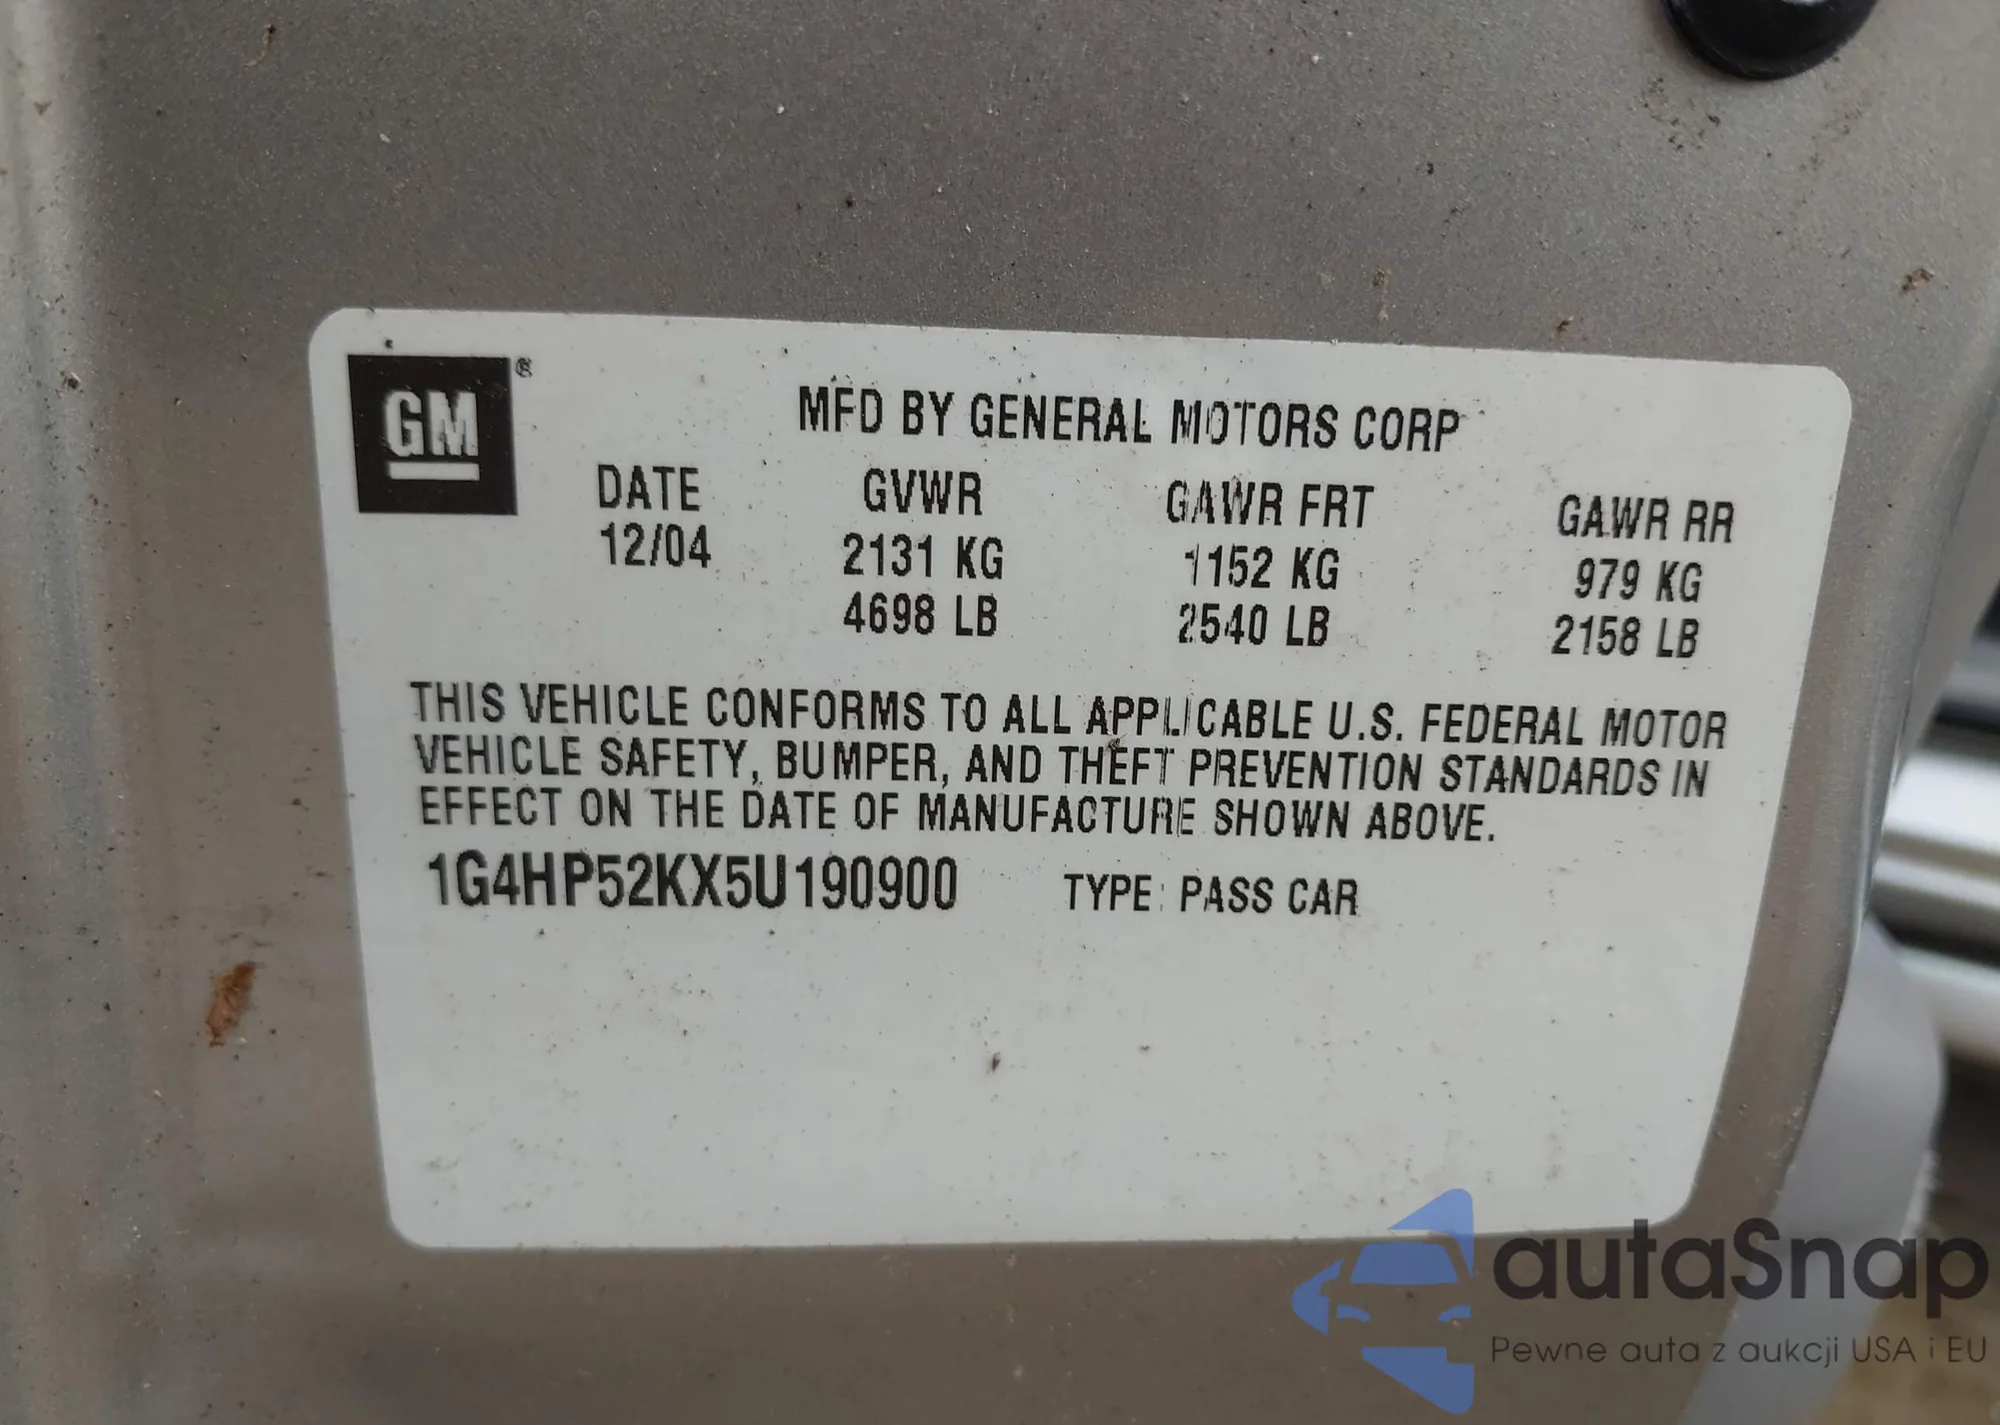 GM®
MFD BY GENERAL MOTORS CORP
DATE GVWR GAWR FRT GAWR RR
12/04 2131 KG 1152 KG 979 KG
4698 LB 2540 LB 2158 LB
THIS VEHICLE CONFORMS TO ALL APPLICABLE U.S. FEDERAL MOTOR
VEHICLE SAFETY, BUMPER, AND THEFT PREVENTION STANDARDS IN
EFFECT ON THE DATE OF MANUFACTURE SHOWN ABOVE.
1G4HP52KX5U190900 TYPE: PASS CAR
autaSnap
Pewne auta z aukcji USA i EU